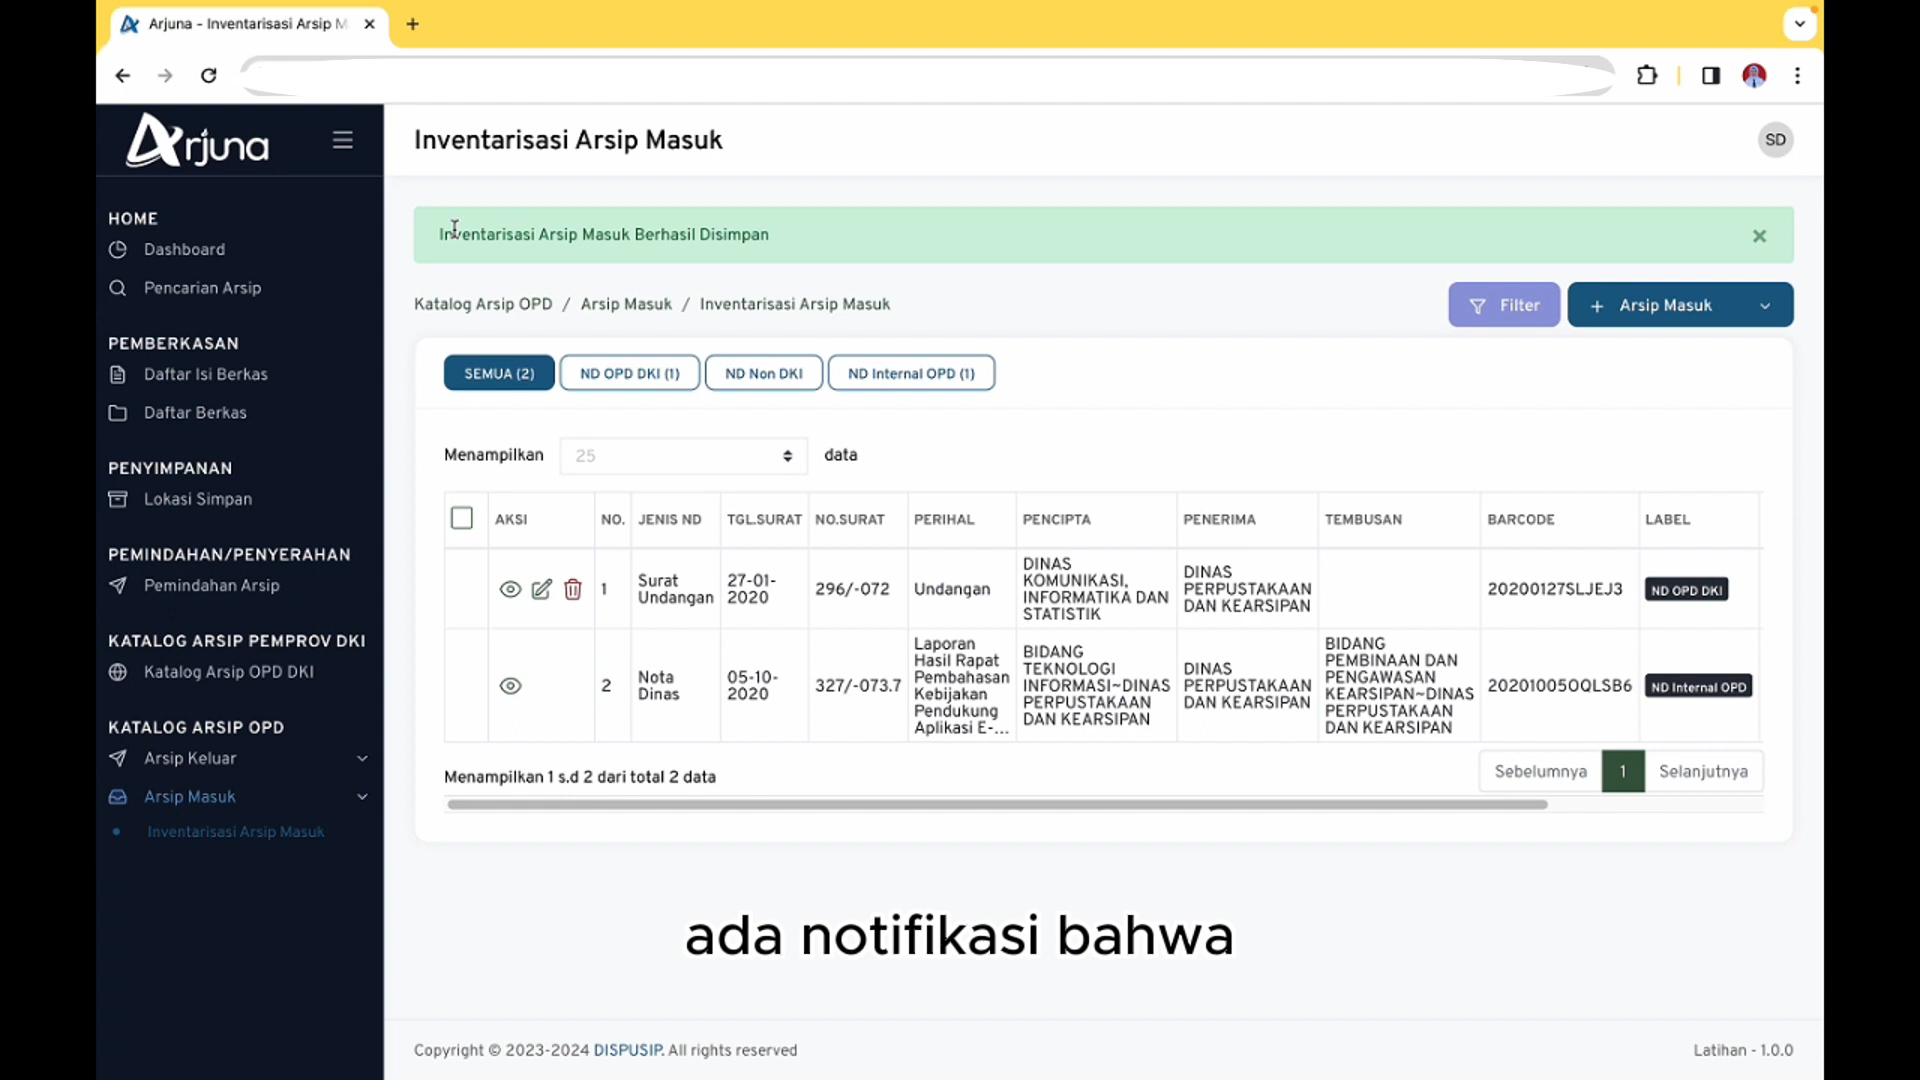 Arjuna - Inventarisasi Arsip M
Arjuna
Inventarisasi Arsip Masuk
SD
HOME
Dashboard
Pencarian Arsip
PEMBERKASAN
Daftar Isi Berkas
Daftar Berkas
PENYIMPANAN
Lokasi Simpan
PEMINDAHAN/PENYERAHAN
Pemindahan Arsip
KATALOG ARSIP PEMPROV DKI
Katalog Arsip OPD DKI
KATALOG ARSIP OPD
Arsip Keluar
Arsip Masuk
Inventarisasi Arsip Masuk
Inventarisasi Arsip Masuk Berhasil Disimpan
Katalog Arsip OPD / Arsip Masuk / Inventarisasi Arsip Masuk
Filter
+ Arsip Masuk
SEMUA (2) ND OPD DKI (1) ND Non DKI ND Internal OPD (1)
Menampilkan 25 data
AKSI NO. JENIS ND TGL.SURAT NO.SURAT PERIHAL PENCIPTA PENERIMA TEMBUSAN BARCODE LABEL
1
Surat
Undangan
27-01-
2020
296/-072
Undangan
DINAS
KOMUNIKASI,
INFORMATIKA DAN
STATISTIK
DINAS
PERPUSTAKAAN
DAN KEARSIPAN
20200127SLJEJ3
ND OPD DKI
2
Nota
Dinas
05-10-
2020
327/-073.7
Laporan
Hasil Rapat
Pembahasan
Kebijakan
Pendukung
Aplikasi E-...
BIDANG
TEKNOLOGI
INFORMASI~DINAS
PERPUSTAKAAN
DAN KEARSIPAN
DINAS
PERPUSTAKAAN
DAN KEARSIPAN
BIDANG
PEMBINAAN DAN
PENGAWASAN
KEARSIPAN~DINAS
PERPUSTAKAAN
DAN KEARSIPAN
20201005OQLSB6
ND Internal OPD
Menampilkan 1 s.d 2 dari total 2 data
Sebelumnya 1 Selanjutnya
ada notifikasi bahwa
Copyright © 2023-2024 DISPUSIP. All rights reserved
Latihan - 1.0.0